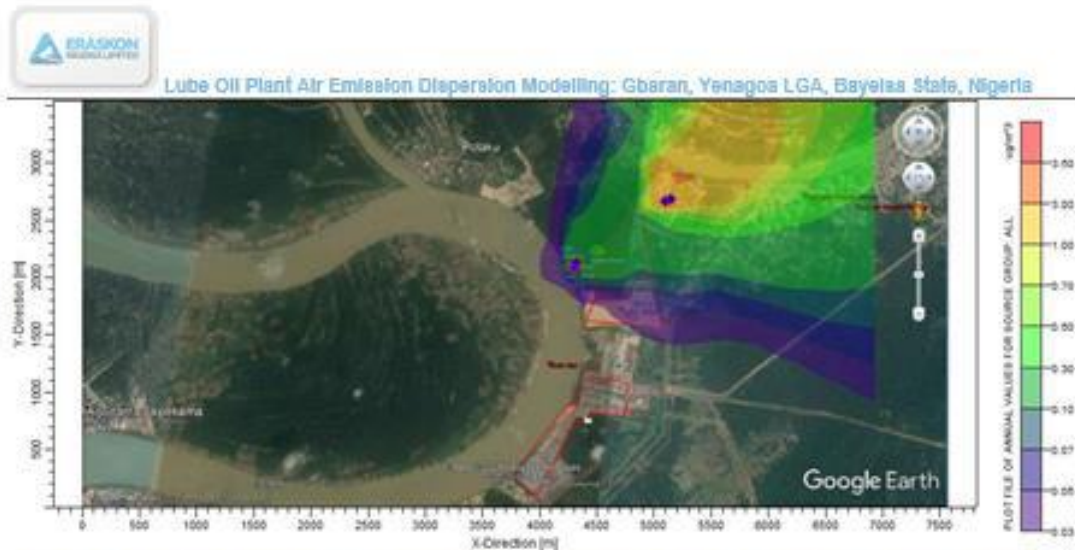 ERASKON
NIGERIA LIMITED
Lube Oil Plant Air Emission Dispersion Modelling: Gbaran, Yenagoa LGA, Bayelsa State, Nigeria
Y-Direction [m]
3000
2500
2000
1500
1000
500
0
0 500 1000 1500 2000 2500 3000 3500 4000 4500 5000 5500 6000 6500 7000 7500
X-Direction [m]
Google Earth
PLOT FILE OF ANNUAL VALUES FOR SOURCE GROUP: ALL
ug/m^3
3.00
1.00
0.70
0.50
0.30
0.10
0.07
0.05
0.03